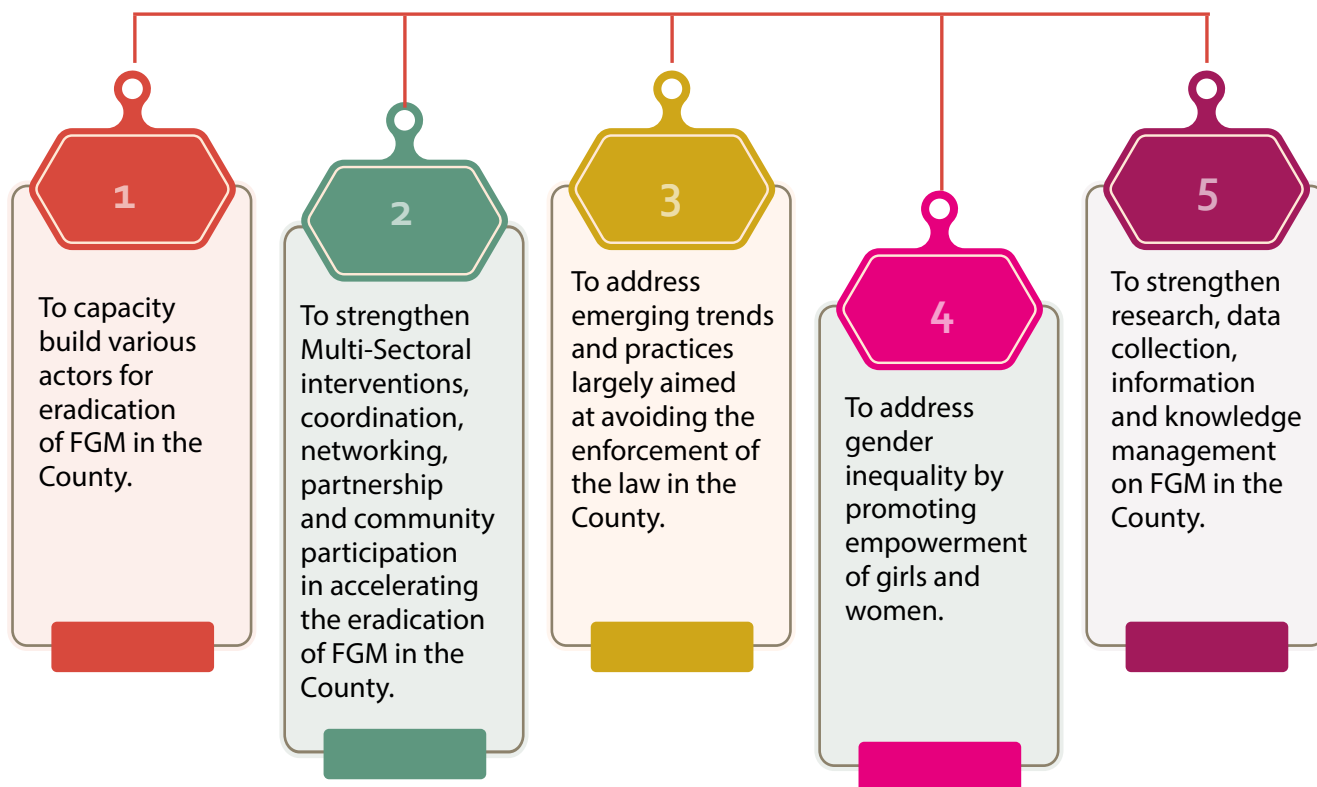 1
To capacity
build various
actors for
eradication
of FGM in the
County.
2
To strengthen
Multi-Sectoral
interventions,
coordination,
networking,
partnership
and community
participation
in accelerating
the eradication
of FGM in the
County.
3
To address
emerging trends
and practices
largely aimed
at avoiding the
enforcement of
the law in the
County.
4
To address
gender
inequality by
promoting
empowerment
of girls and
women.
5
To strengthen
research, data
collection,
information
and knowledge
management
on FGM in the
County.